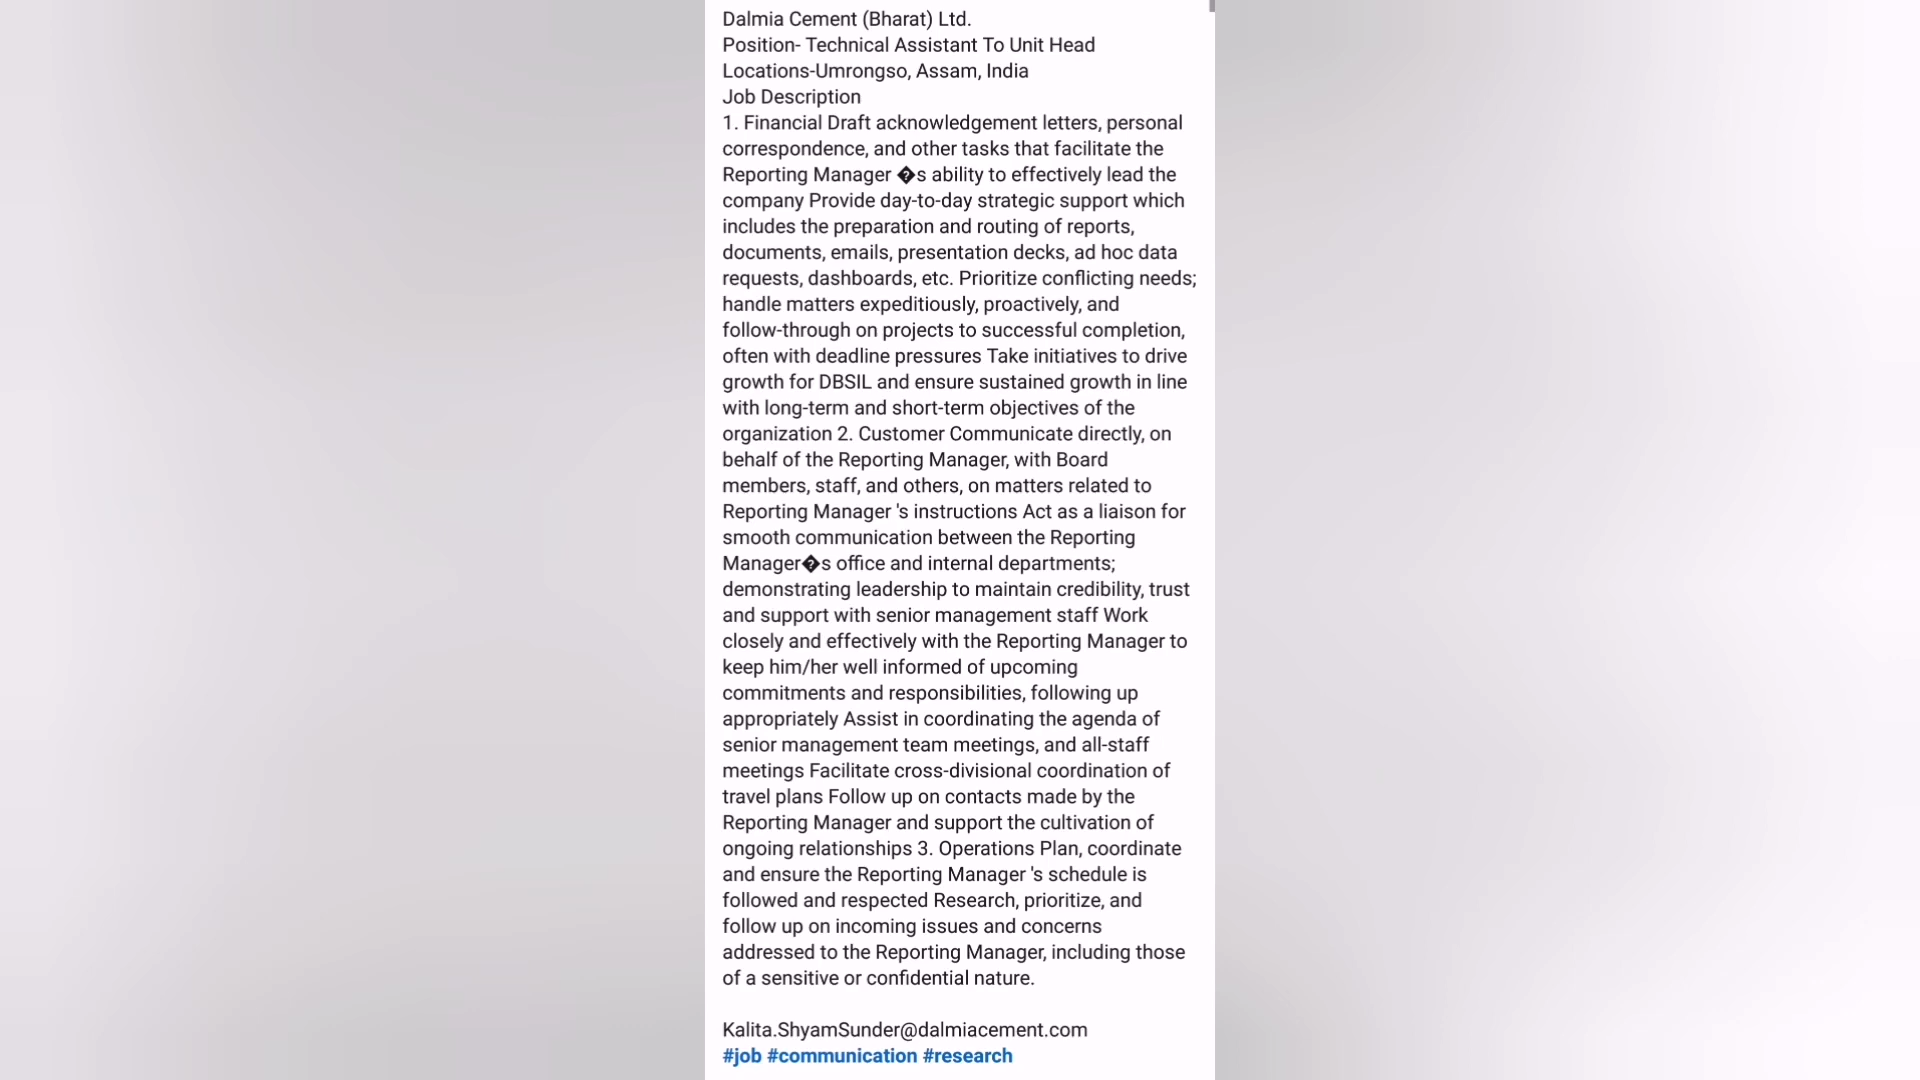 Dalmia Cement (Bharat) Ltd.
Position- Technical Assistant To Unit Head
Locations-Umrongso, Assam, India
Job Description
1. Financial Draft acknowledgement letters, personal
correspondence, and other tasks that facilitate the
Reporting Manager �s ability to effectively lead the
company Provide day-to-day strategic support which
includes the preparation and routing of reports,
documents, emails, presentation decks, ad hoc data
requests, dashboards, etc. Prioritize conflicting needs;
handle matters expeditiously, proactively, and
follow-through on projects to successful completion,
often with deadline pressures Take initiatives to drive
growth for DBSIL and ensure sustained growth in line
with long-term and short-term objectives of the
organization 2. Customer Communicate directly, on
behalf of the Reporting Manager, with Board
members, staff, and others, on matters related to
Reporting Manager 's instructions Act as a liaison for
smooth communication between the Reporting
Manager�s office and internal departments;
demonstrating leadership to maintain credibility, trust
and support with senior management staff Work
closely and effectively with the Reporting Manager to
keep him/her well informed of upcoming
commitments and responsibilities, following up
appropriately Assist in coordinating the agenda of
senior management team meetings, and all-staff
meetings Facilitate cross-divisional coordination of
travel plans Follow up on contacts made by the
Reporting Manager and support the cultivation of
ongoing relationships 3. Operations Plan, coordinate
and ensure the Reporting Manager 's schedule is
followed and respected Research, prioritize, and
follow up on incoming issues and concerns
addressed to the Reporting Manager, including those
of a sensitive or confidential nature.
Kalita.ShyamSunder@dalmiacement.com
#job #communication #research